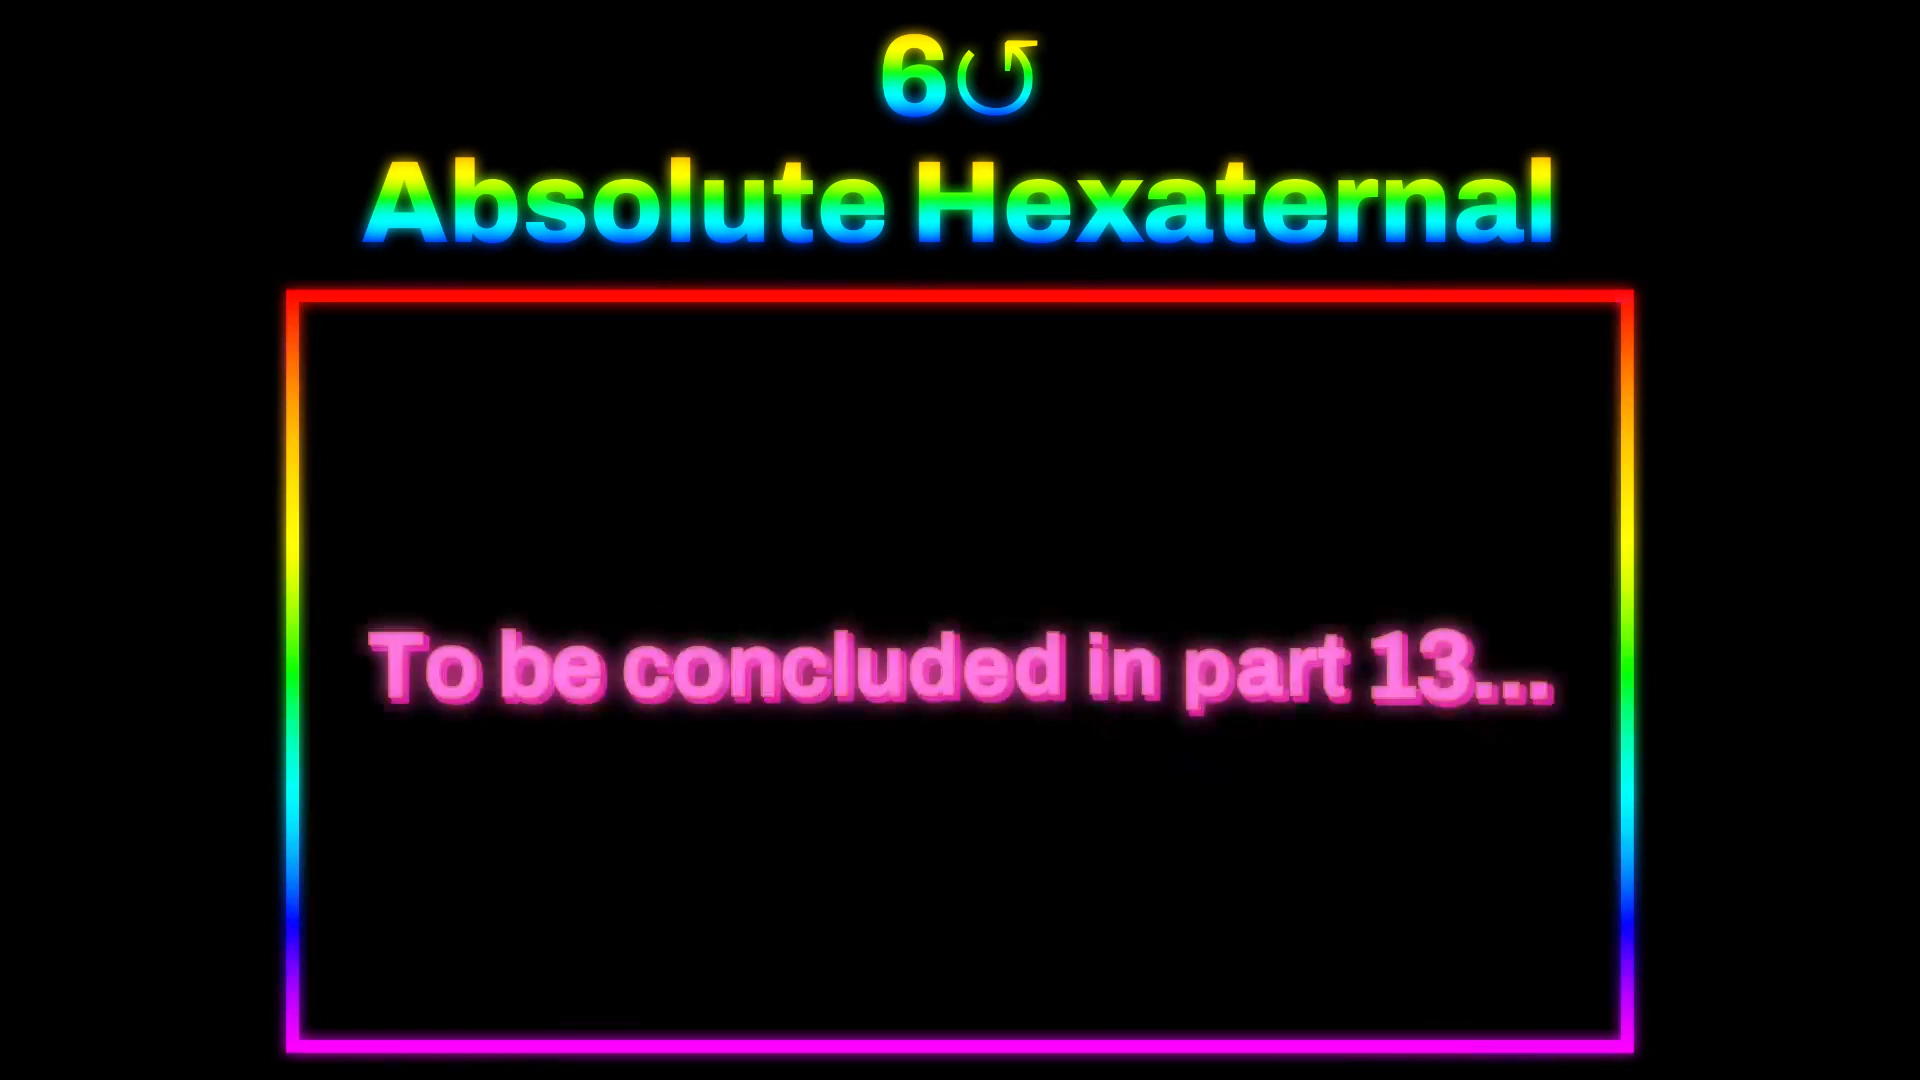 6↺
Absolute Hexaternal
To be concluded in part 13...